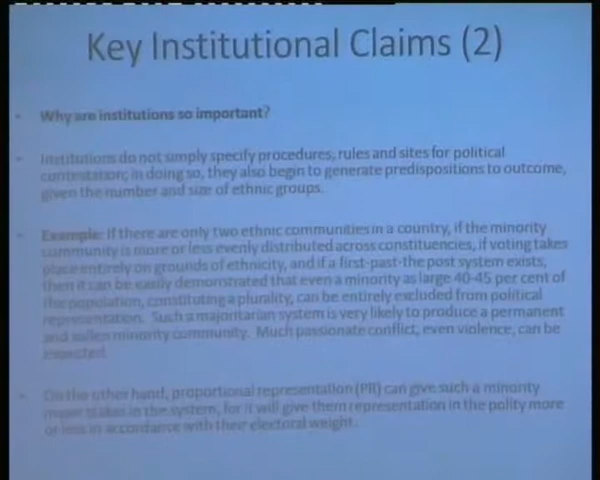 Key Institutional Claims (2)
• Why are institutions so important?
• Institutions do not simply specify procedures, rules and sites for political
contestation; in doing so, they also begin to generate predispositions to outcome,
given the number and size of ethnic groups.
• Example: If there are only two ethnic communities in a country, if the minority
community is more or less evenly distributed across constituencies, if voting takes
place entirely on grounds of ethnicity, and if a first-past-the post system exists,
then it can be easily demonstrated that even a minority as large 40-45 per cent of
the population, constituting a plurality, can be entirely excluded from political
representation. Such a majoritarian system is very likely to produce a permanent
and sullen minority community. Much passionate conflict, even violence, can be
expected.
• On the other hand, proportional representation (PR) can give such a minority
major stakes in the system, for it will give them representation in the polity more
or less in accordance with their electoral weight.